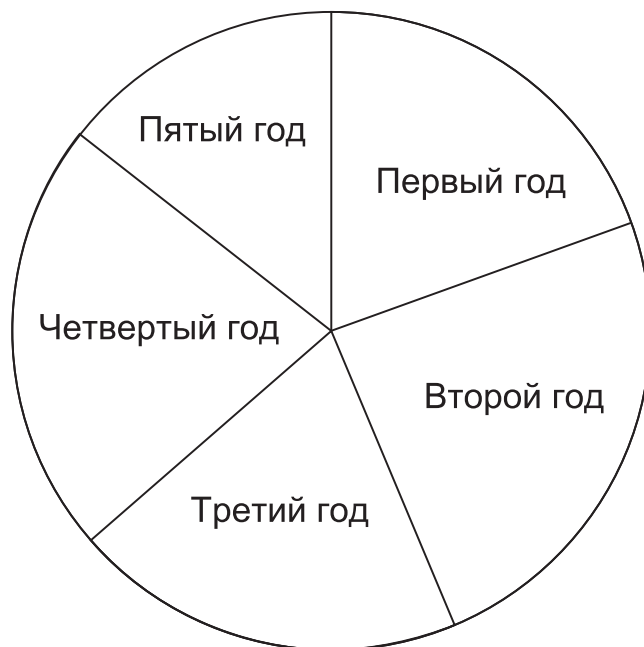 Пятый год
Первый год
Четвертый год
Второй год
Третий год